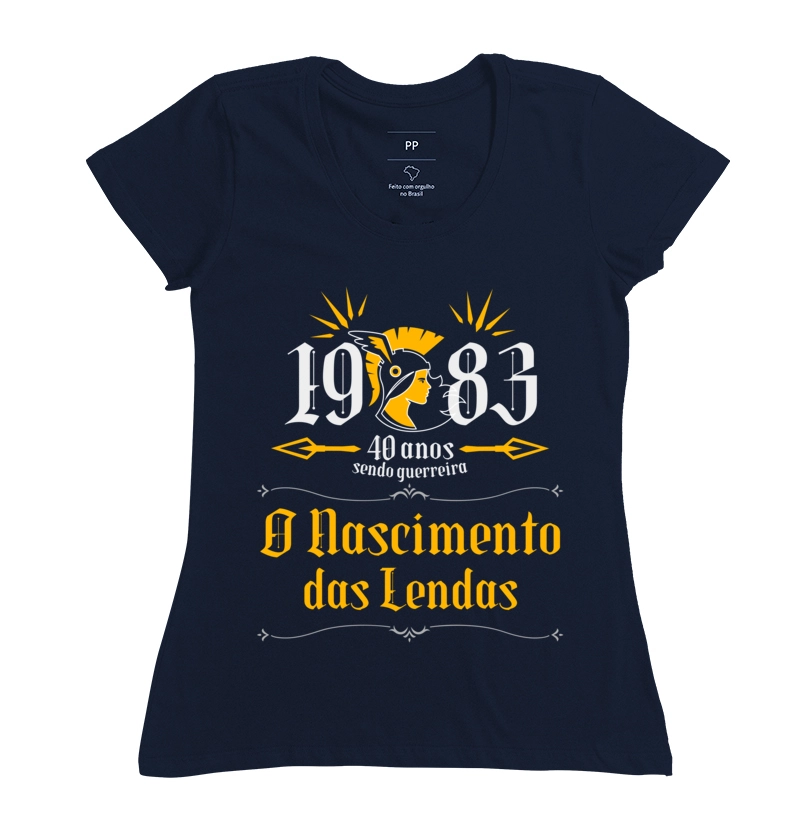 PP
Feito com orgulho
no Brasil
1983
40 anos
sendo guerreira
O Nascimento
das Lendas